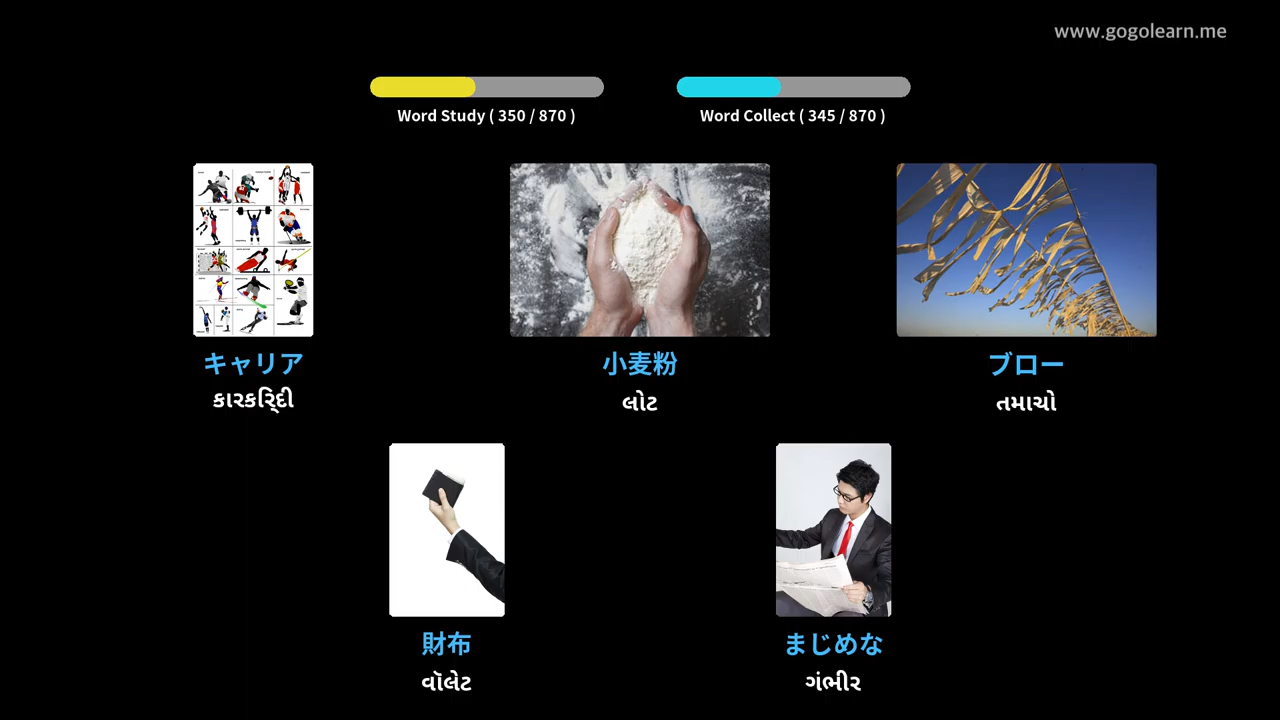 www.gogolearn.me
Word Study ( 350 / 870 )
Word Collect ( 345 / 870 )
キャリア
કારકિર્દી
小麦粉
લોટ
ブロー
તમાચો
財布
વૉલેટ
まじめな
ગંભીર